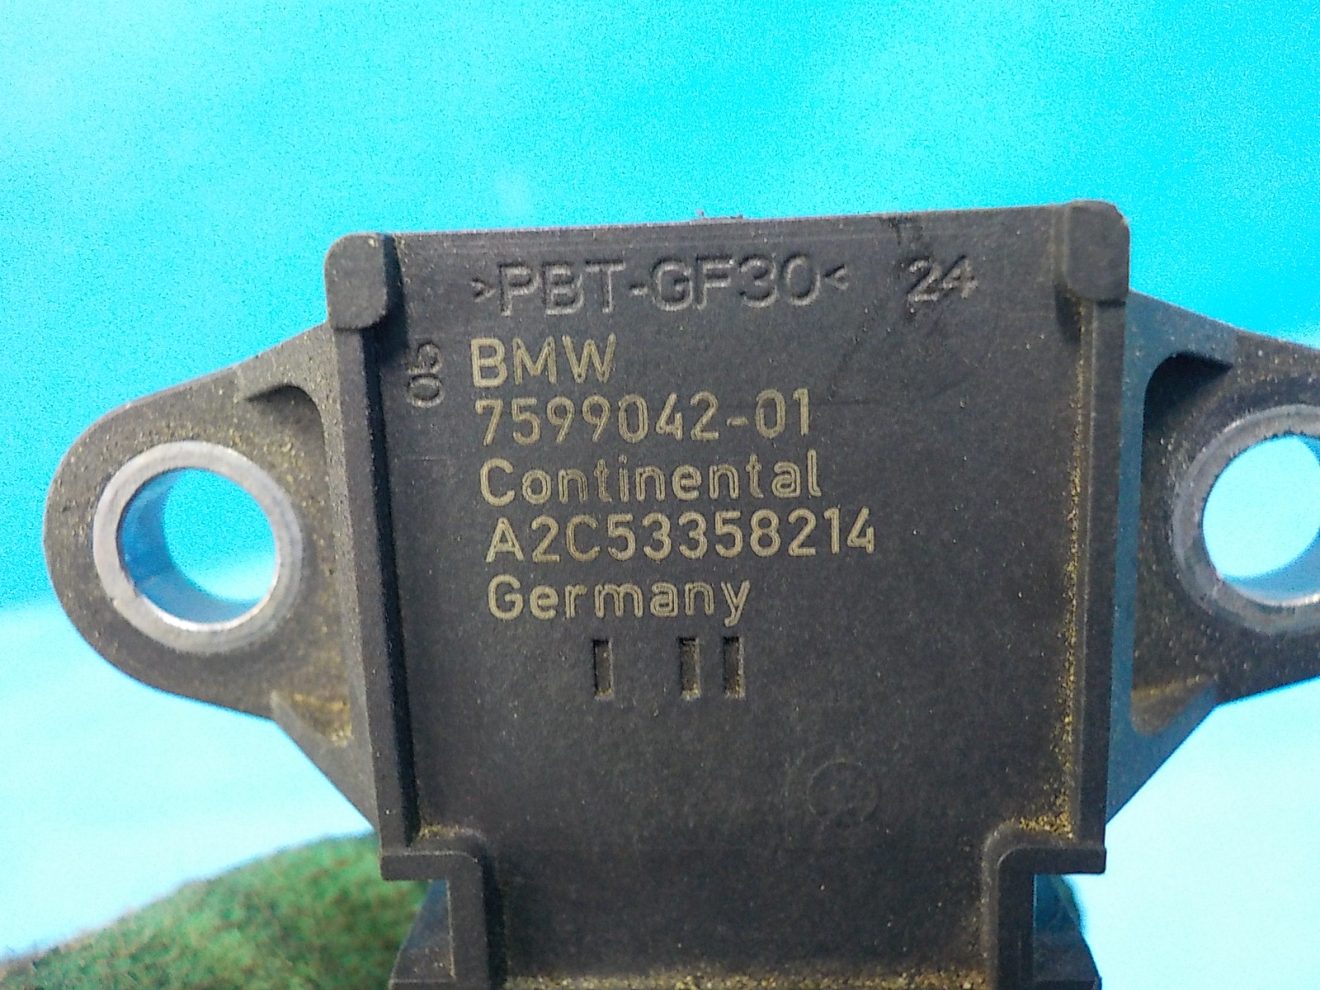 >PBT-GF30< 24
05
BMW
7599042-01
Continental
A2C53358214
Germany